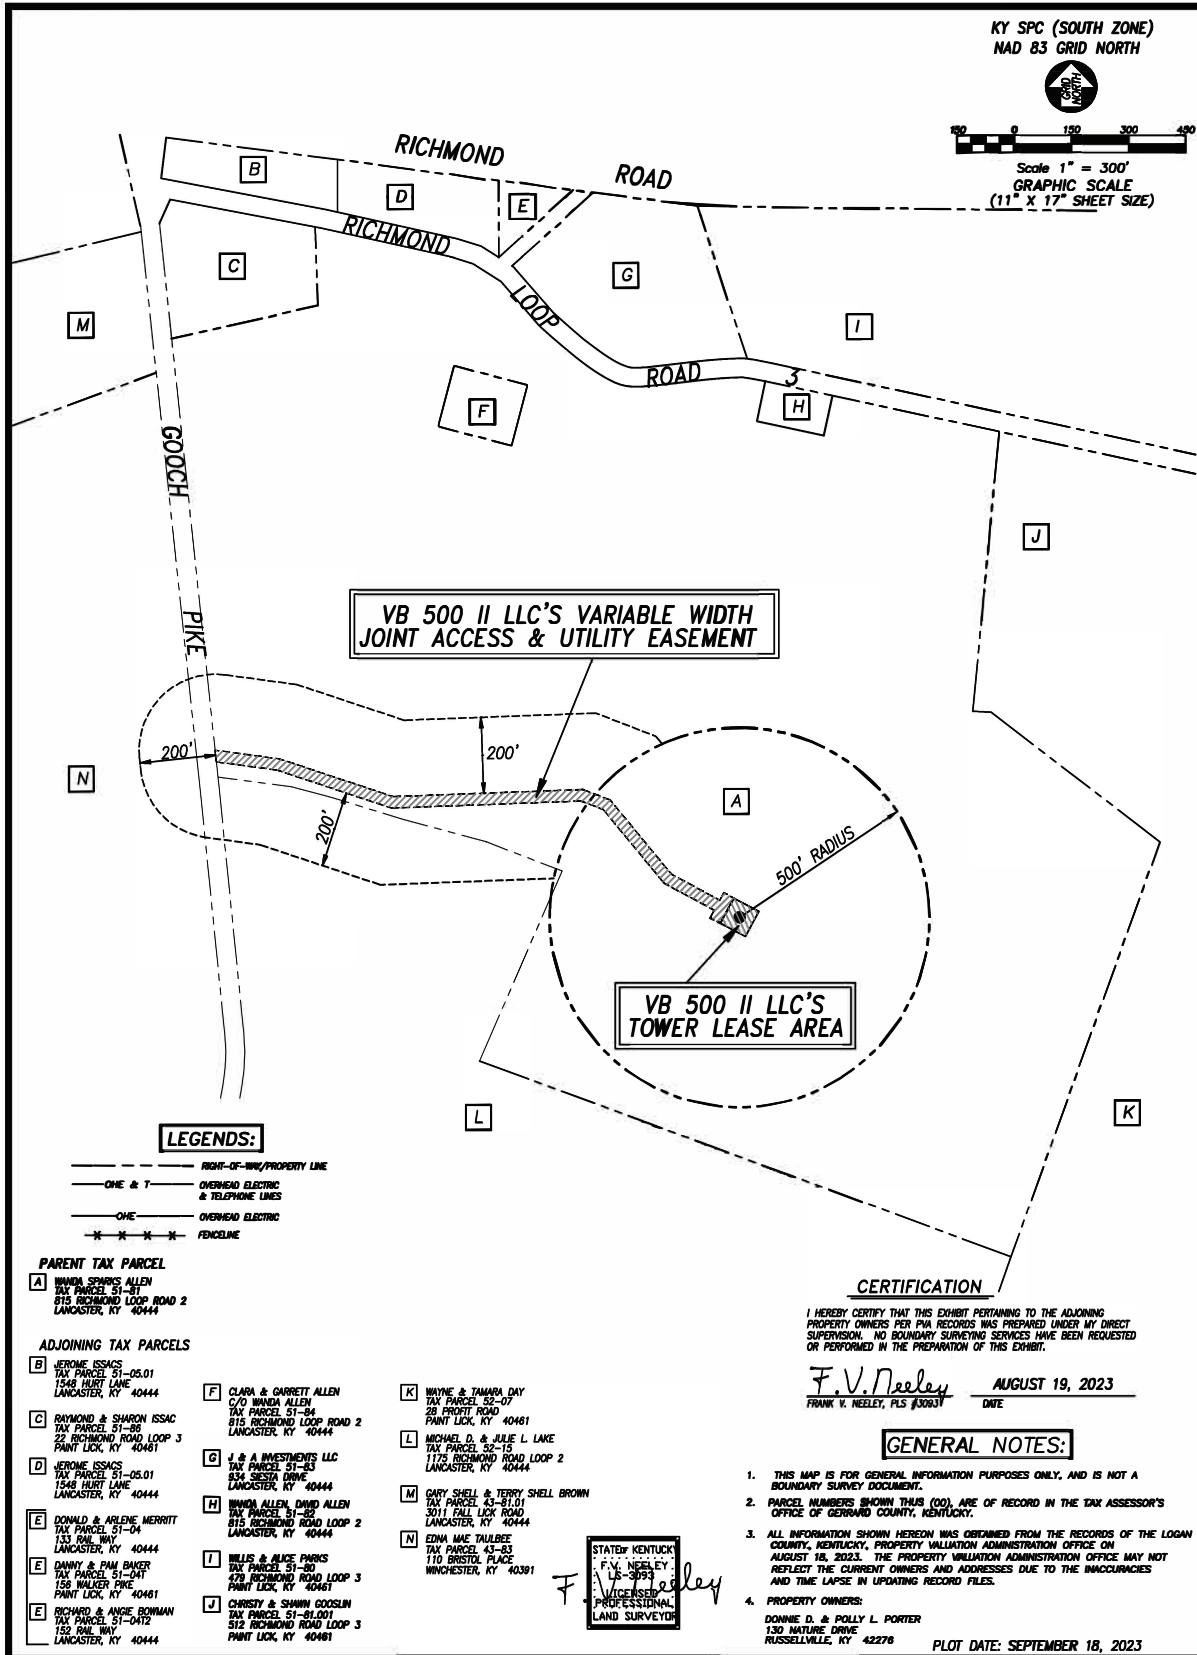 KY SPC (SOUTH ZONE)
NAD 83 GRID NORTH
GRID
NORTH
150 0 150 300 450
Scale 1" = 300'
GRAPHIC SCALE
(11" X 17" SHEET SIZE)
RICHMOND ROAD
B
D
E
RICHMOND LOOP ROAD 3
C
G
M
I
F
H
GOOCH PIKE
J
VB 500 II LLC'S VARIABLE WIDTH
JOINT ACCESS & UTILITY EASEMENT
200'
200'
200'
N
A
500' RADIUS
VB 500 II LLC'S
TOWER LEASE AREA
L
K
LEGENDS:
RIGHT-OF-WAY/PROPERTY LINE
OHE & T OVERHEAD ELECTRIC
& TELEPHONE LINES
OHE OVERHEAD ELECTRIC
X X X X FENCELINE
PARENT TAX PARCEL
A WANDA SPARKS ALLEN
TAX PARCEL 51-81
815 RICHMOND LOOP ROAD 2
LANCASTER, KY 40444
ADJOINING TAX PARCELS
B JEROME ISSACS
TAX PARCEL 51-05.01
1548 HURT LANE
LANCASTER, KY 40444
C RAYMOND & SHARON ISSAC
TAX PARCEL 51-86
22 RICHMOND ROAD LOOP 3
PAINT LICK, KY 40461
D JEROME ISSACS
TAX PARCEL 51-05.01
1548 HURT LANE
LANCASTER, KY 40444
E DONALD & ARLENE MERRITT
TAX PARCEL 51-04
133 RAIL WAY
LANCASTER, KY 40444
E DANNY & PAM BAKER
TAX PARCEL 51-04T
156 WALKER PIKE
PAINT LICK, KY 40461
E RICHARD & ANGIE BOWMAN
TAX PARCEL 51-04T2
152 RAIL WAY
LANCASTER, KY 40444
F CLARA & GARRETT ALLEN
C/O WANDA ALLEN
TAX PARCEL 51-84
815 RICHMOND LOOP ROAD 2
LANCASTER, KY 40444
G J & A INVESTMENTS LLC
TAX PARCEL 51-83
934 SIESTA DRIVE
LANCASTER, KY 40444
H WANDA ALLEN, DAVID ALLEN
TAX PARCEL 51-82
815 RICHMOND ROAD LOOP 2
LANCASTER, KY 40444
I WILLIS & ALICE PARKS
TAX PARCEL 51-80
479 RICHMOND ROAD LOOP 3
PAINT LICK, KY 40461
J CHRISTY & SHAWN GOOSLIN
TAX PARCEL 51-81.001
512 RICHMOND ROAD LOOP 3
PAINT LICK, KY 40461
K WAYNE & TAMARA DAY
TAX PARCEL 52-07
28 PROFIT ROAD
PAINT LICK, KY 40461
L MICHAEL D. & JULIE L. LAKE
TAX PARCEL 52-15
1175 RICHMOND ROAD LOOP 2
LANCASTER, KY 40444
M GARY SHELL & TERRY SHELL BROWN
TAX PARCEL 43-81.01
3011 FALL LICK ROAD
LANCASTER, KY 40444
N EDNA MAE TAULBEE
TAX PARCEL 43-83
110 BRISTOL PLACE
WINCHESTER, KY 40391
STATE OF KENTUCKY
F.V. NEELEY
LS-3093
LICENSED
PROFESSIONAL
LAND SURVEYOR
F. V. Neeley
CERTIFICATION
I HEREBY CERTIFY THAT THIS EXHIBIT PERTAINING TO THE ADJOINING
PROPERTY OWNERS PER PVA RECORDS WAS PREPARED UNDER MY DIRECT
SUPERVISION. NO BOUNDARY SURVEYING SERVICES HAVE BEEN REQUESTED
OR PERFORMED IN THE PREPARATION OF THIS EXHIBIT.
F.V. Neeley AUGUST 19, 2023
FRANK V. NEELEY, PLS #3093 DATE
GENERAL NOTES:
1. THIS MAP IS FOR GENERAL INFORMATION PURPOSES ONLY, AND IS NOT A
BOUNDARY SURVEY DOCUMENT.
2. PARCEL NUMBERS SHOWN THUS (00), ARE OF RECORD IN THE TAX ASSESSOR'S
OFFICE OF GERRARD COUNTY, KENTUCKY.
3. ALL INFORMATION SHOWN HEREON WAS OBTAINED FROM THE RECORDS OF THE LOGAN
COUNTY, KENTUCKY, PROPERTY VALUATION ADMINISTRATION OFFICE ON
AUGUST 18, 2023. THE PROPERTY VALUATION ADMINISTRATION OFFICE MAY NOT
REFLECT THE CURRENT OWNERS AND ADDRESSES DUE TO THE INACCURACIES
AND TIME LAPSE IN UPDATING RECORD FILES.
4. PROPERTY OWNERS:
DONNIE D. & POLLY L. PORTER
130 NATURE DRIVE
RUSSELLVILLE, KY 42276
PLOT DATE: SEPTEMBER 18, 2023